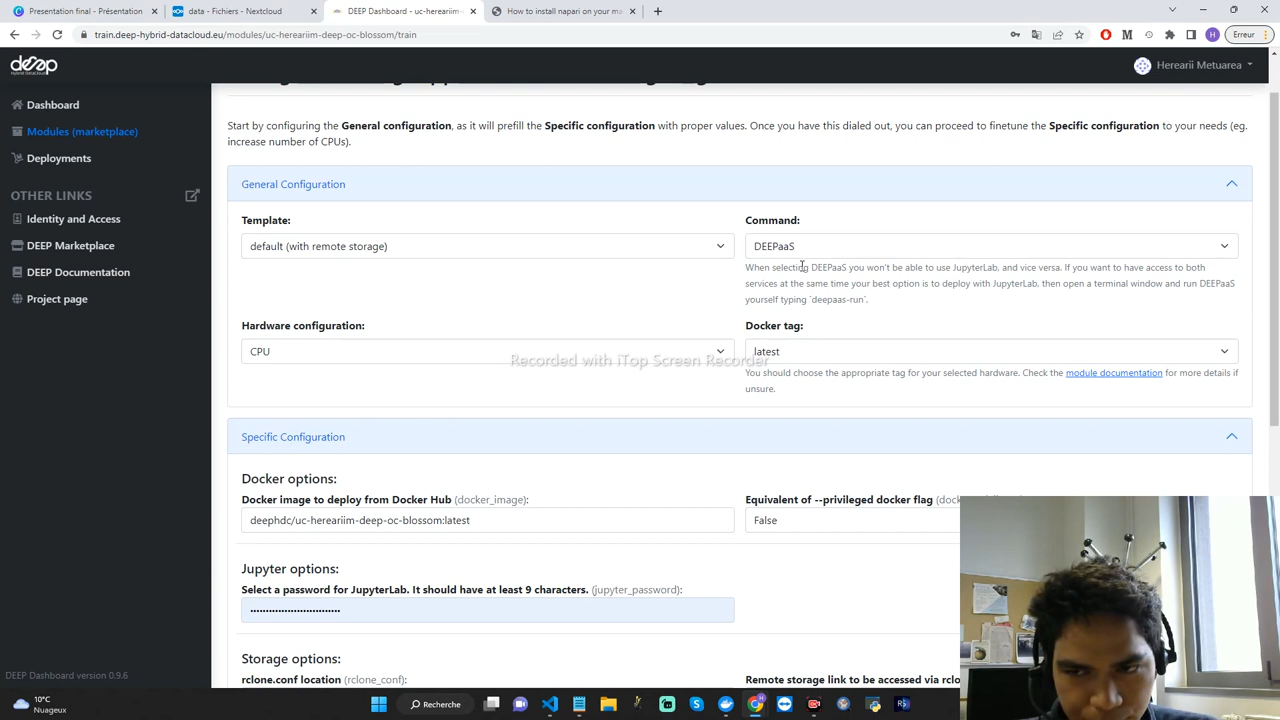 Presentation final - Présentation
data - Fichiers - Nextcloud
DEEP Dashboard - uc-hereariim-
How to install napari on your ma
train.deep-hybrid-datacloud.eu/modules/uc-hereariim-deep-oc-blossom/train
H
Erreur
deep
Hybrid DataCloud
Herearii Metuarea
Dashboard
Modules (marketplace)
Deployments
OTHER LINKS
Identity and Access
DEEP Marketplace
DEEP Documentation
Project page
DEEP Dashboard version 0.9.6
Start by configuring the General configuration, as it will prefill the Specific configuration with proper values. Once you have this dialed out, you can proceed to finetune the Specific configuration to your needs (eg.
increase number of CPUs).
General Configuration
Template:
default (with remote storage)
Command:
DEEPaaS
When selecting DEEPaaS you won't be able to use JupyterLab, and vice versa. If you want to have access to both
services at the same time your best option is to deploy with JupyterLab, then open a terminal window and run DEEPaaS
yourself typing `deepaas-run`.
Hardware configuration:
CPU
Docker tag:
latest
You should choose the appropriate tag for your selected hardware. Check the module documentation for more details if
unsure.
Recorded with iTop Screen Recorder
Specific Configuration
Docker options:
Docker image to deploy from Docker Hub (docker_image):
deephdc/uc-hereariim-deep-oc-blossom:latest
Equivalent of --privileged docker flag
False
Jupyter options:
Select a password for JupyterLab. It should have at least 9 characters. (jupyter_password):
Storage options:
rclone.conf location (rclone_conf):
Remote storage link to be accessed via rclo
10°C
Nuageux
Recherche